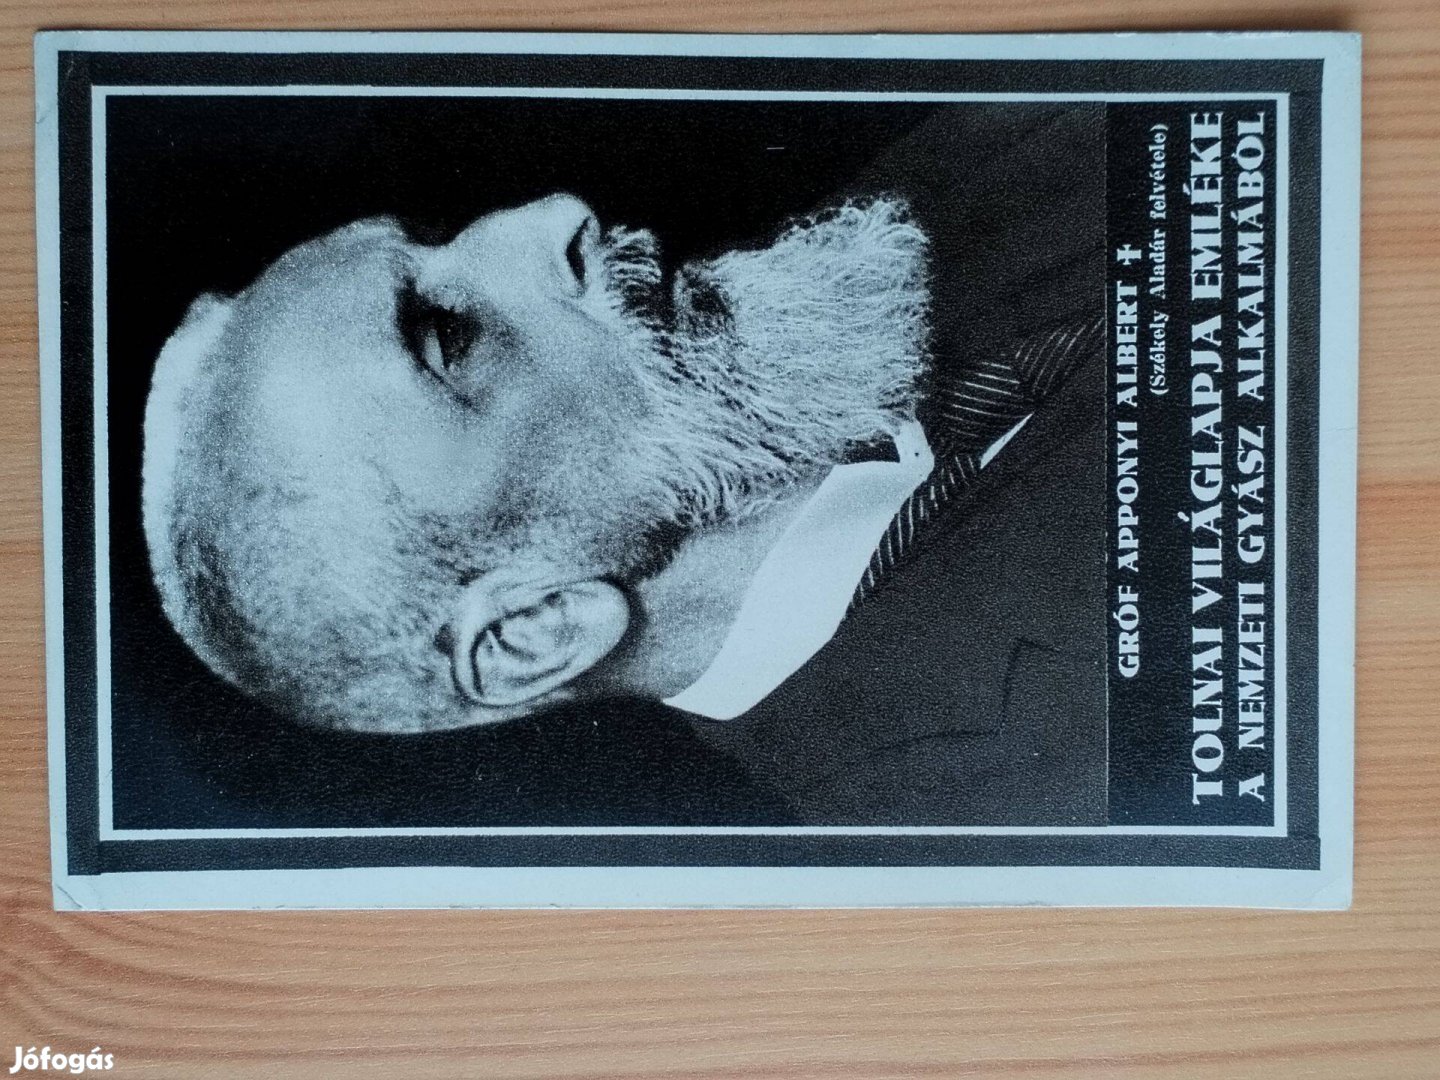 GRÓF APPONYI ALBERT ✝
(Székely Aladár felvétele)
TOLNAI VILÁGLAPJA EMLÉKE
A NEMZETI GYÁSZ ALKALMÁBÓL
Jófogás